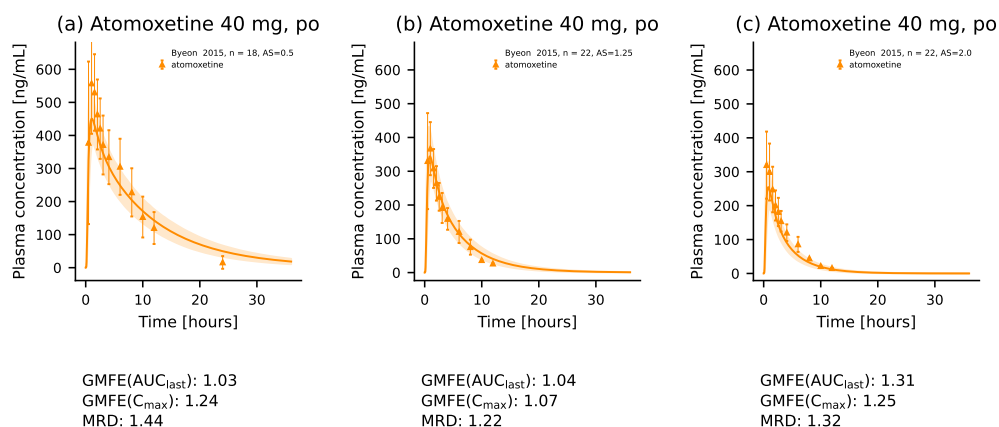 (a) Atomoxetine 40 mg, po
Plasma concentration [ng/mL]
600
500
400
300
200
100
0
Byeon  2015, n = 18, AS=0.5
atomoxetine
0
10
20
30
Time [hours]
GMFE(AUClast): 1.03
GMFE(Cmax): 1.24
MRD: 1.44
(b) Atomoxetine 40 mg, po
Plasma concentration [ng/mL]
600
500
400
300
200
100
0
Byeon  2015, n = 22, AS=1.25
atomoxetine
0
10
20
30
Time [hours]
GMFE(AUClast): 1.04
GMFE(Cmax): 1.07
MRD: 1.22
(c) Atomoxetine 40 mg, po
Plasma concentration [ng/mL]
600
500
400
300
200
100
0
Byeon  2015, n = 22, AS=2.0
atomoxetine
0
10
20
30
Time [hours]
GMFE(AUClast): 1.31
GMFE(Cmax): 1.25
MRD: 1.32